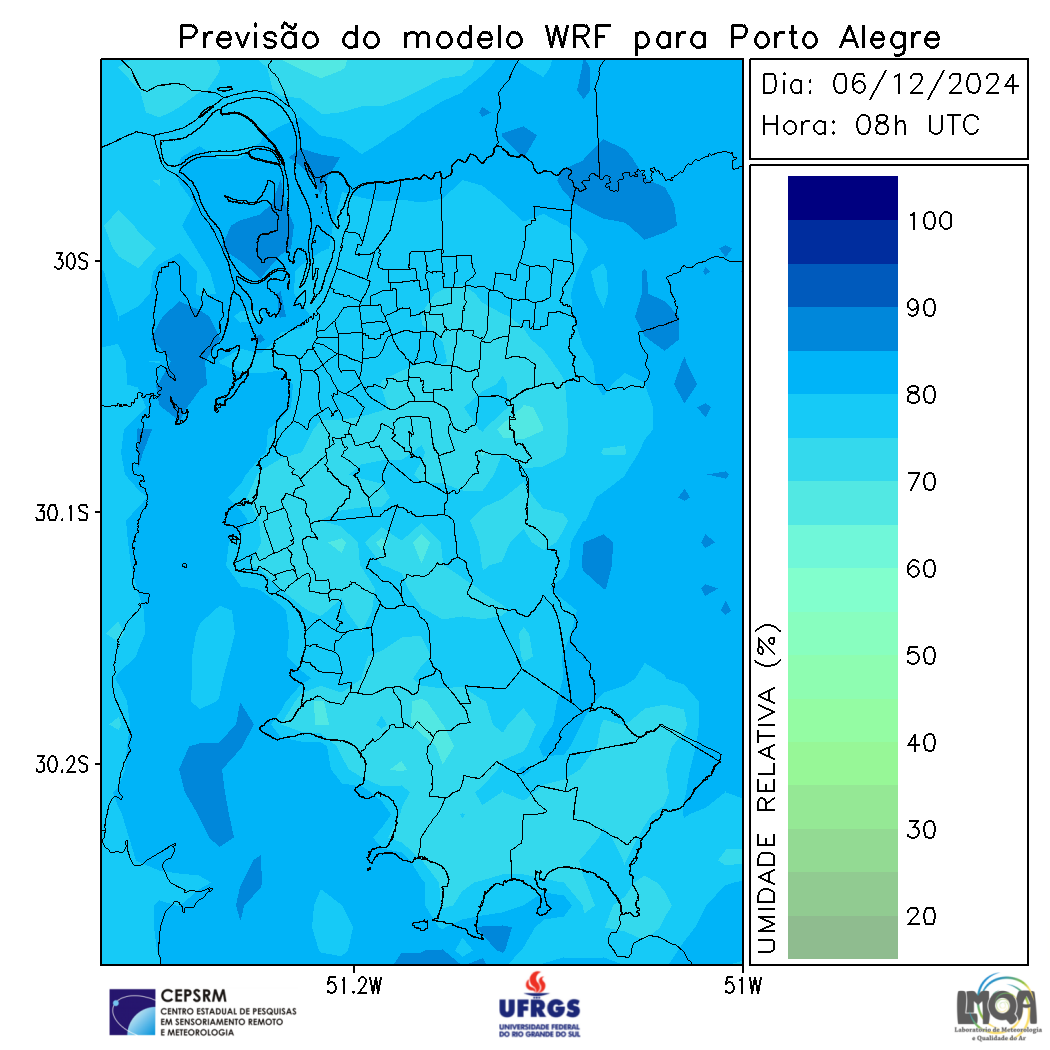 Previsão do modelo WRF para Porto Alegre
Dia: 06/12/2024
Hora: 08h UTC
30S
30.1S
30.2S
51.2W
51W
UMIDADE RELATIVA (%)
100
90
80
70
60
50
40
30
20
CEPSRM
CENTRO ESTADUAL DE PESQUISAS
EM SENSORIAMENTO REMOTO
E METEOROLOGIA
UFRGS
UNIVERSIDADE FEDERAL
DO RIO GRANDE DO SUL
LMQA
Laboratório de Meteorologia
e Qualidade do Ar